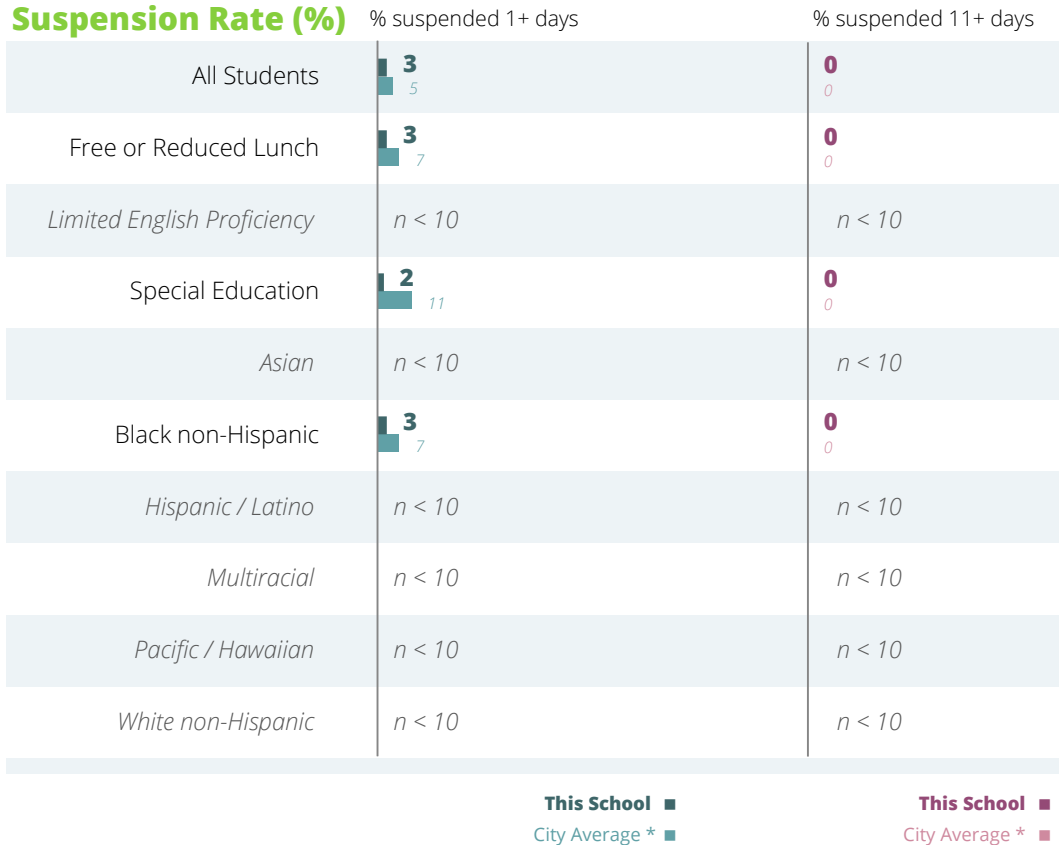 Suspension Rate (%) % suspended 1+ days % suspended 11+ days
All Students 3 0
5 0
Free or Reduced Lunch 3 0
7 0
Limited English Proficiency n < 10 n < 10
Special Education 2 0
11 0
Asian n < 10 n < 10
Black non-Hispanic 3 0
7 0
Hispanic / Latino n < 10 n < 10
Multiracial n < 10 n < 10
Pacific / Hawaiian n < 10 n < 10
White non-Hispanic n < 10 n < 10
This School This School
City Average * City Average *